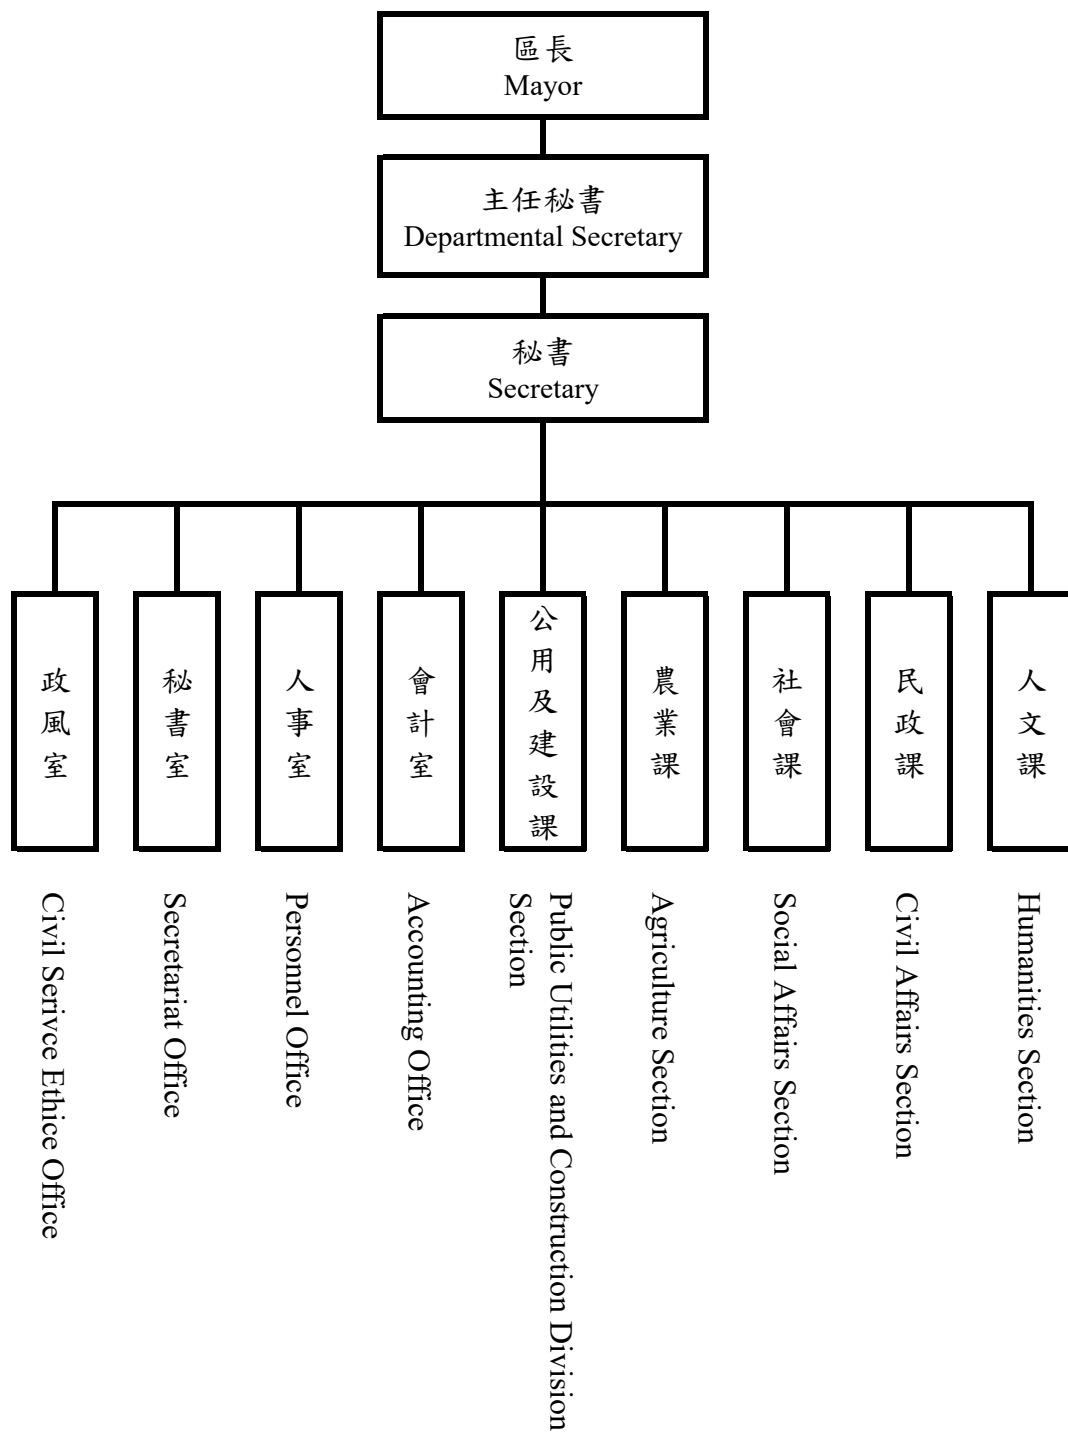 區長
Mayor
主任秘書
Departmental Secretary
秘書
Secretary
政風室
秘書室
人事室
會計室
公用及建設課
農業課
社會課
民政課
人文課
Civil Serivce Ethice Office
Secretariat Office
Personnel Office
Accounting Office
Public Utilities and Construction Division
Section
Agriculture Section
Social Affairs Section
Civil Affairs Section
Humanities Section